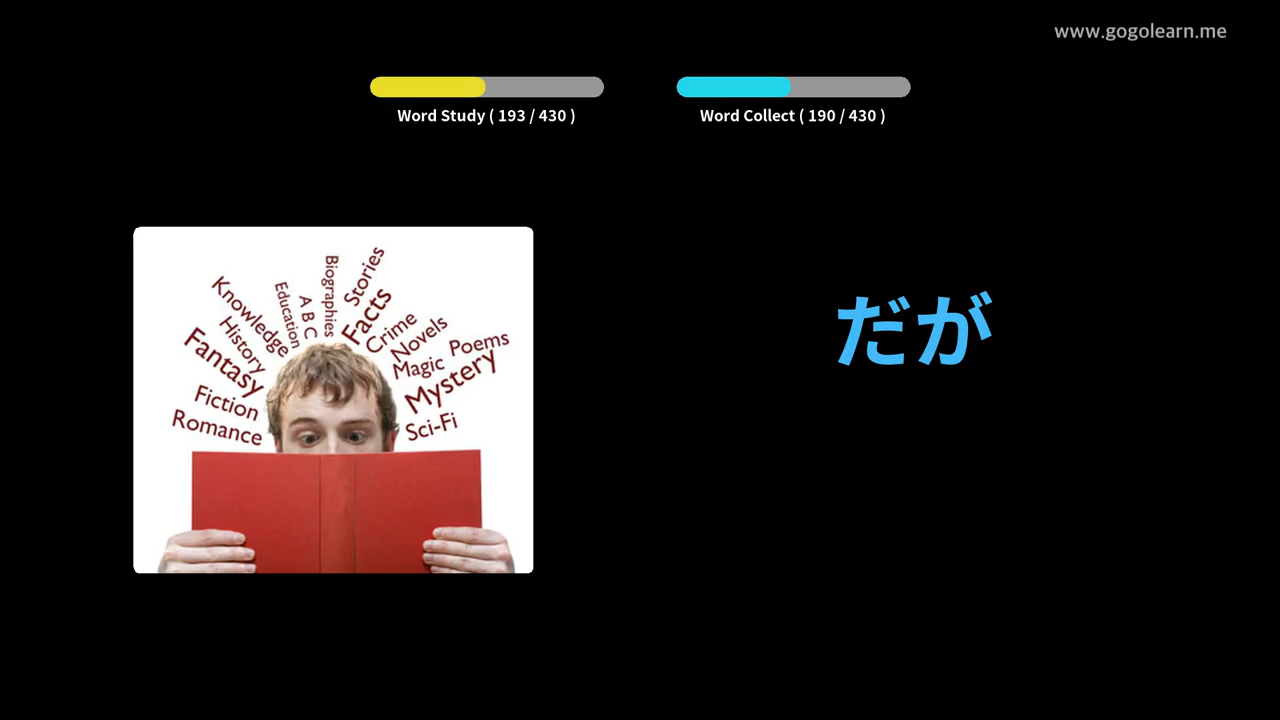 www.gogolearn.me
Word Study ( 193 / 430 )
Word Collect ( 190 / 430 )
だが
Knowledge
History
Fantasy
Fiction
Romance
Education
A B C
Biographies
Stories
Facts
Crime
Novels
Magic
Poems
Mystery
Sci-Fi